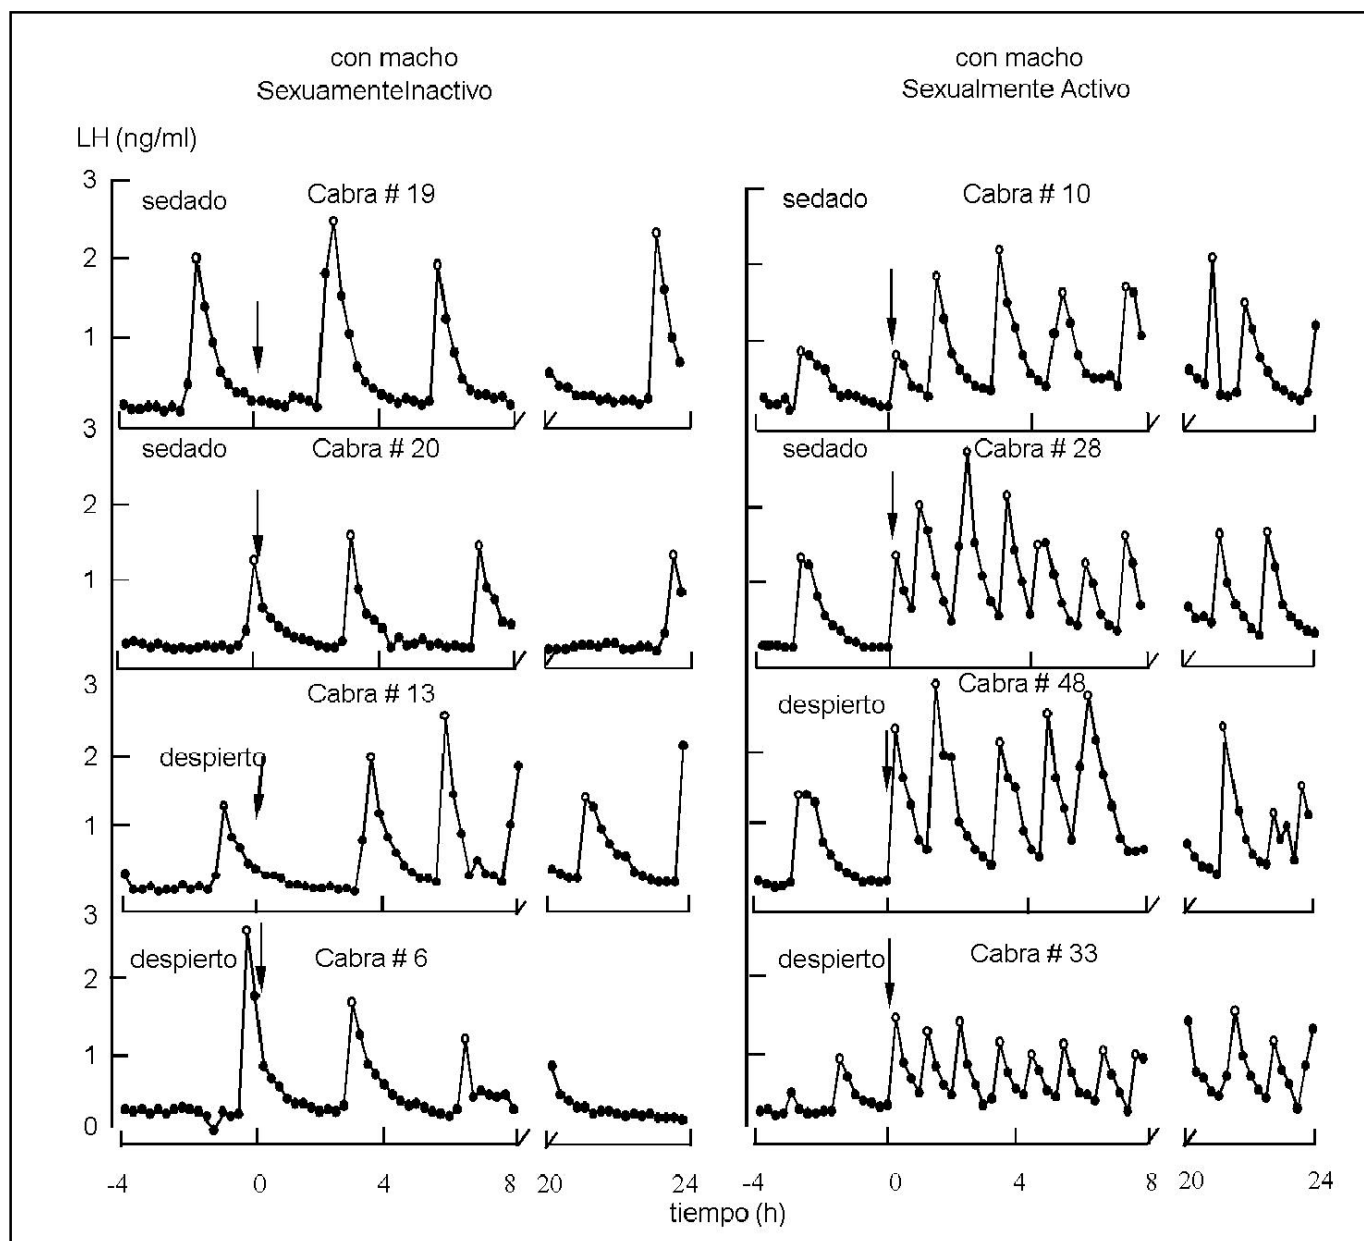 con macho
SexuamenteInactivo
con macho
Sexualmente Activo
LH (ng/ml)
3
sedado
Cabra # 19
sedado
Cabra # 10
2
1
3
sedado
Cabra # 20
sedado
Cabra # 28
2
1
3
Cabra # 13
despierto
Cabra # 48
despierto
2
1
3
despierto
Cabra # 6
despierto
Cabra # 33
2
1
0
-4 0 4 8 20 24 -4 0 4 8 20 24
tiempo (h)